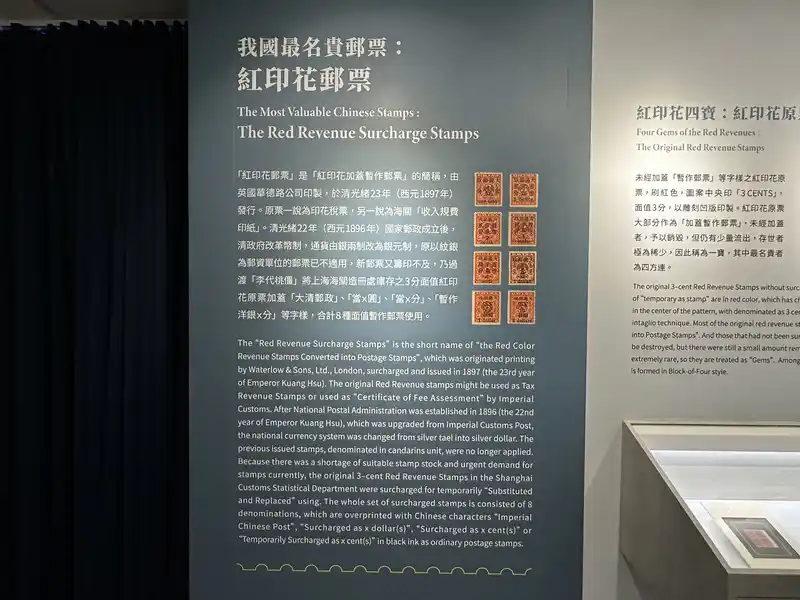 我國最名貴郵票：
紅印花郵票
The Most Valuable Chinese Stamps :
The Red Revenue Surcharge Stamps
「紅印花郵票」是「紅印花加蓋暫作郵票」的簡稱，由
英國華德路公司印製，於清光緒23年（西元1897年）
發行。原票一說為印花稅票，另一說為海關「收入規費
印紙」。清光緒22年（西元1896年）國家郵政成立後，
清政府改革幣制，通貨由銀兩制改為銀元制，原以紋銀
為郵資單位的郵票已不適用，新郵票又籌印不及，乃過
渡「李代桃僵」將上海海關造冊處庫存之3分面值紅印
花原票加蓋「大清郵政」、「當x圓」、「當x分」、「暫作
洋銀x分」等字樣，合計8種面值暫作郵票使用。
The “Red Revenue Surcharge Stamps” is the short name of “the Red Color
Revenue Stamps Converted into Postage Stamps”, which was originated printing
by Waterlow & Sons, Ltd., London, surcharged and issued in 1897 (the 23rd year
of Emperor Kuang Hsu). The original Red Revenue stamps might be used as Tax
Revenue Stamps or used as “Certificate of Fee Assessment” by Imperial
Customs. After National Postal Administration was established in 1896 (the 22nd
year of Emperor Kuang Hsu), which was upgraded from Imperial Customs Post,
the national currency system was changed from silver tael into silver dollar. The
previous issued stamps, denominated in candarins unit, were no longer applied.
Because there was a shortage of suitable stamp stock and urgent demand for
stamps currently, the original 3-cent Red Revenue Stamps in the Shanghai
Customs Statistical Department were surcharged for temporarily “Substituted
and Replaced” using. The whole set of surcharged stamps is consisted of 8
denominations, which are overprinted with Chinese characters “Imperial
Chinese Post”, “Surcharged as x dollar(s)”, “Surcharged as x cent(s)” or
“Temporarily Surcharged as x cent(s)” in black ink as ordinary postage stamps.
紅印花四寶：紅印花原
Four Gems of the Red Revenues :
The Original Red Revenue Stamps
未經加蓋「暫作郵票」等字樣之紅印花原
票，刷紅色，圖案中央印「3 CENTS」，
面值3分，以雕刻凹版印製。紅印花原票
大部分作為「加蓋暫作郵票」，未經加蓋
者，予以銷毀，但仍有少量流出，存世者
極為稀少，因此稱為一寶，其中最名貴者
為四方連。
The original 3-cent Red Revenue Stamps without surc
of “temporary as stamp” are in red color, which has c
in the center of the pattern, with denominated as 3 ce
intaglio technique. Most of the original red revenue s
into Postage Stamps”. And those that had not been su
be destroyed, but there were still a small amount rem
extremely rare, so they are treated as “Gems”. Among
is formed in Block-of-Four style.